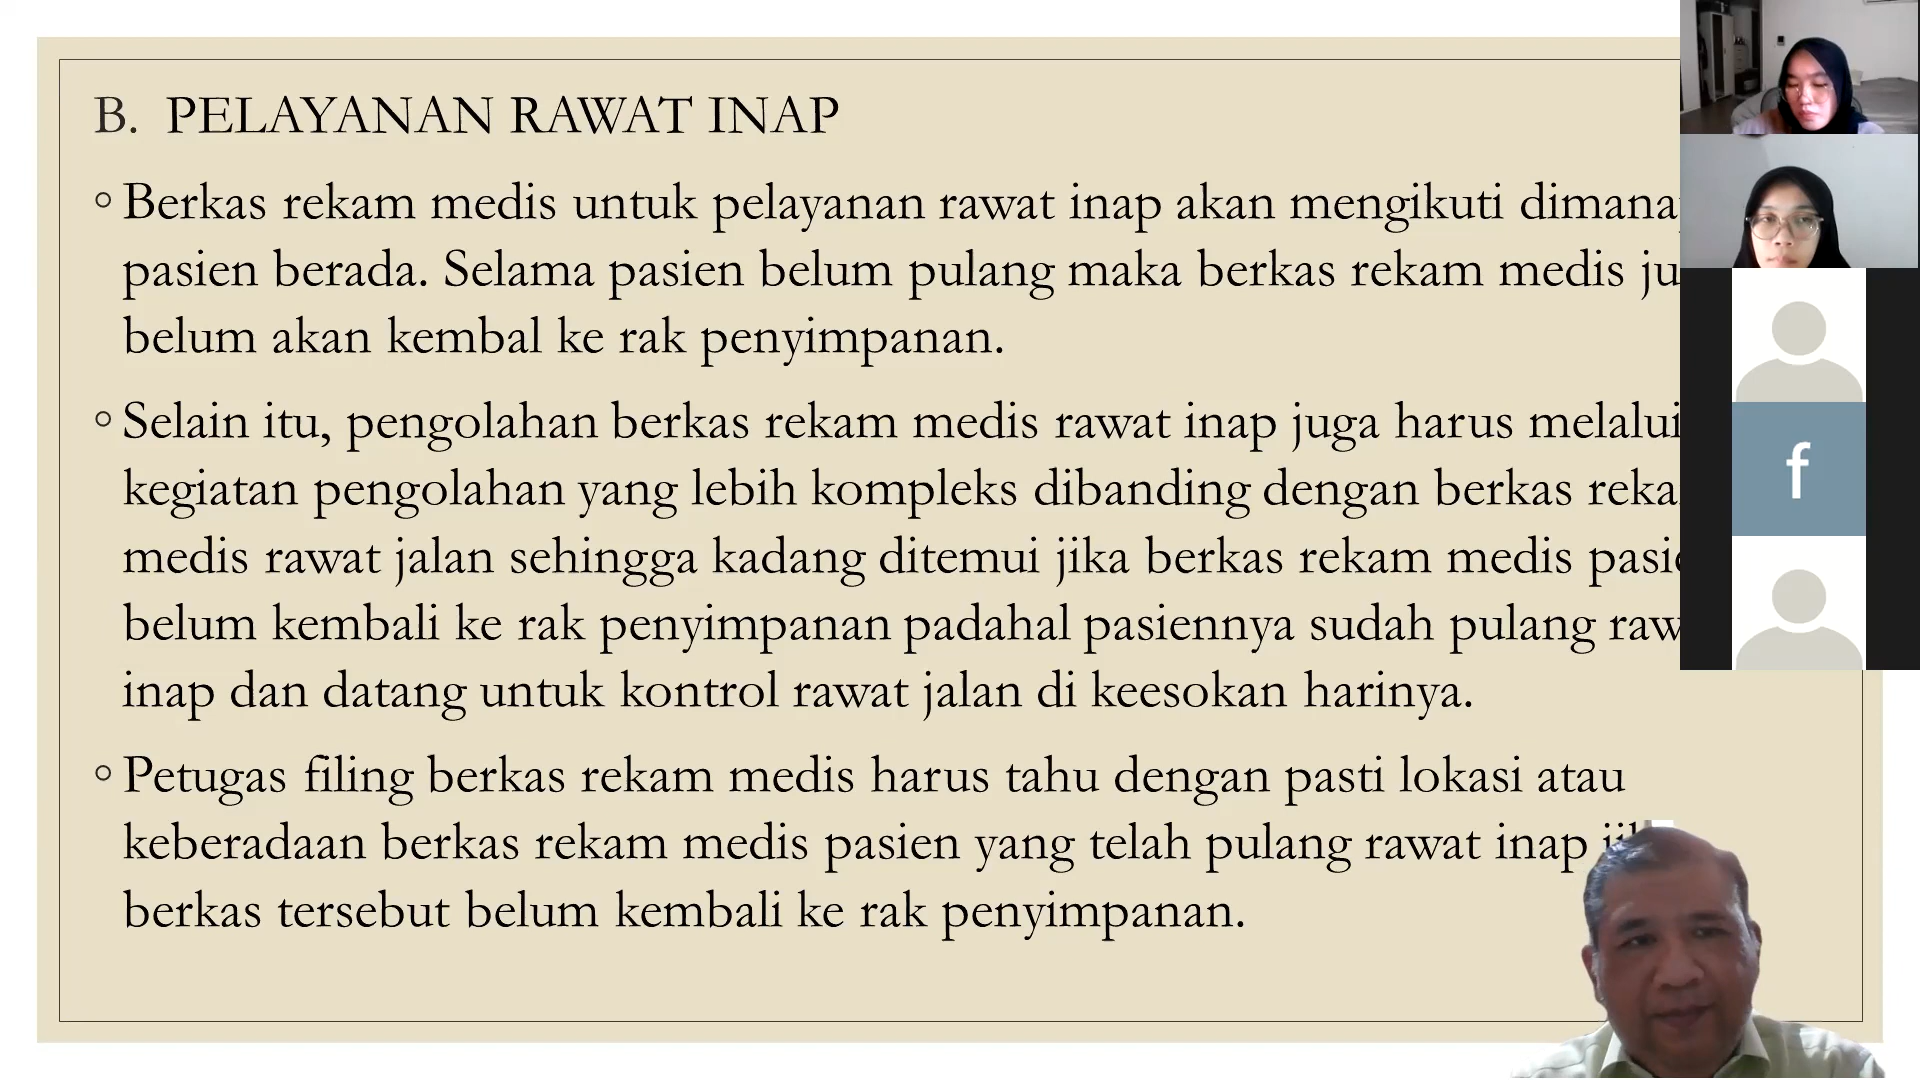 B. PELAYANAN RAWAT INAP
Berkas rekam medis untuk pelayanan rawat inap akan mengikuti
pasien berada. Selama pasien belum pulang maka berkas rekam medis
belum akan kembal ke rak penyimpanan.
Selain itu, pengolahan berkas rekam medis rawat inap juga harus melalui
kegiatan pengolahan yang lebih kompleks dibanding dengan berkas
medis rawat jalan sehingga kadang ditemui jika berkas rekam medis
belum kembali ke rak penyimpanan padahal pasiennya sudah pulang
inap dan datang untuk kontrol rawat jalan di keesokan harinya.
Petugas filing berkas rekam medis harus tahu dengan pasti lokasi atau
keberadaan berkas rekam medis pasien yang telah pulang rawat inap
berkas tersebut belum kembali ke rak penyimpanan.
f